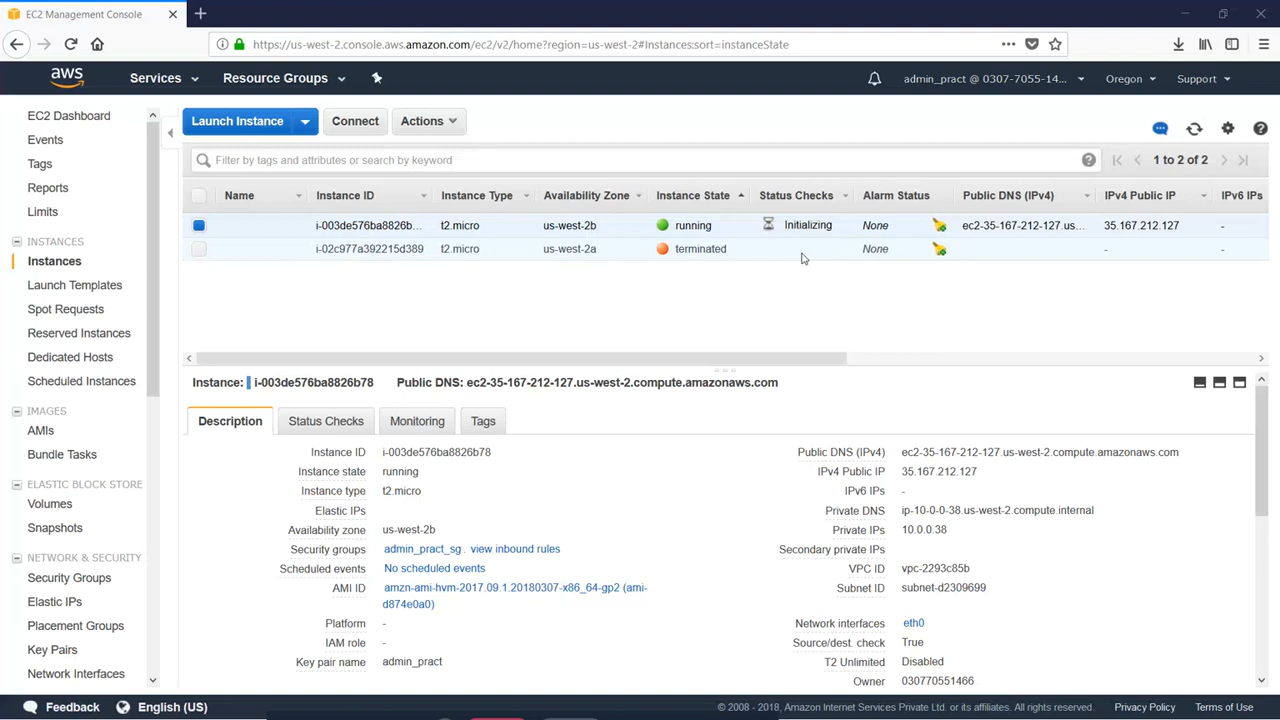 EC2 Management Console
https://us-west-2.console.aws.amazon.com/ec2/v2/home?region=us-west-2#Instances:sort=instanceState
aws Services Resource Groups admin_pract @ 0307-7055-14... Oregon Support
EC2 Dashboard
Events
Tags
Reports
Limits
INSTANCES
Instances
Launch Templates
Spot Requests
Reserved Instances
Dedicated Hosts
Scheduled Instances
IMAGES
AMIs
Bundle Tasks
ELASTIC BLOCK STORE
Volumes
Snapshots
NETWORK & SECURITY
Security Groups
Elastic IPs
Placement Groups
Key Pairs
Network Interfaces
Launch Instance Connect Actions
Filter by tags and attributes or search by keyword 1 to 2 of 2
Name Instance ID Instance Type Availability Zone Instance State Status Checks Alarm Status Public DNS (IPv4) IPv4 Public IP IPv6 IPs
i-003de576ba8826b... t2.micro us-west-2b running Initializing None ec2-35-167-212-127.us... 35.167.212.127 -
i-02c977a392215d389 t2.micro us-west-2a terminated None - -
Instance: i-003de576ba8826b78 Public DNS: ec2-35-167-212-127.us-west-2.compute.amazonaws.com
Description Status Checks Monitoring Tags
Instance ID i-003de576ba8826b78 Public DNS (IPv4) ec2-35-167-212-127.us-west-2.compute.amazonaws.com
Instance state running IPv4 Public IP 35.167.212.127
Instance type t2.micro IPv6 IPs -
Elastic IPs Private DNS ip-10-0-0-38.us-west-2.compute.internal
Availability zone us-west-2b Private IPs 10.0.0.38
Security groups admin_pract_sg . view inbound rules Secondary private IPs
Scheduled events No scheduled events VPC ID vpc-2293c85b
AMI ID amzn-ami-hvm-2017.09.1.20180307-x86_64-gp2 (ami-d874e0a0) Subnet ID subnet-d2309699
Platform - Network interfaces eth0
IAM role - Source/dest. check True
Key pair name admin_pract T2 Unlimited Disabled
Owner 030770551466
Feedback English (US) © 2008 - 2018, Amazon Internet Services Private Ltd. or its affiliates. All rights reserved. Privacy Policy Terms of Use